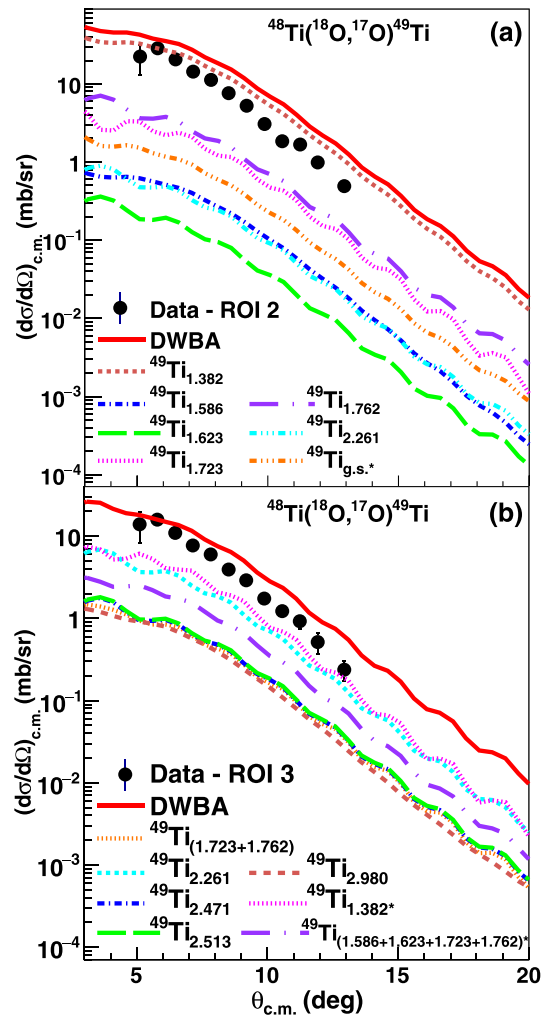 ⁴⁸Ti(¹⁸O,¹⁷O)⁴⁹Ti
(a)
10
1
10⁻¹
10⁻²
10⁻³
10⁻⁴
(dσ/dΩ)c.m. (mb/sr)
Data - ROI 2
DWBA
⁴⁹Ti1.382
⁴⁹Ti1.586
⁴⁹Ti1.762
⁴⁹Ti1.623
⁴⁹Ti2.261
⁴⁹Ti1.723
⁴⁹Tig.s.*
⁴⁸Ti(¹⁸O,¹⁷O)⁴⁹Ti
(b)
10
1
10⁻¹
10⁻²
10⁻³
10⁻⁴
(dσ/dΩ)c.m. (mb/sr)
Data - ROI 3
DWBA
⁴⁹Ti(1.723+1.762)
⁴⁹Ti2.261
⁴⁹Ti2.980
⁴⁹Ti2.471
⁴⁹Ti1.382*
⁴⁹Ti2.513
⁴⁹Ti(1.586+1.623+1.723+1.762)*
5 10 15 20
θc.m. (deg)